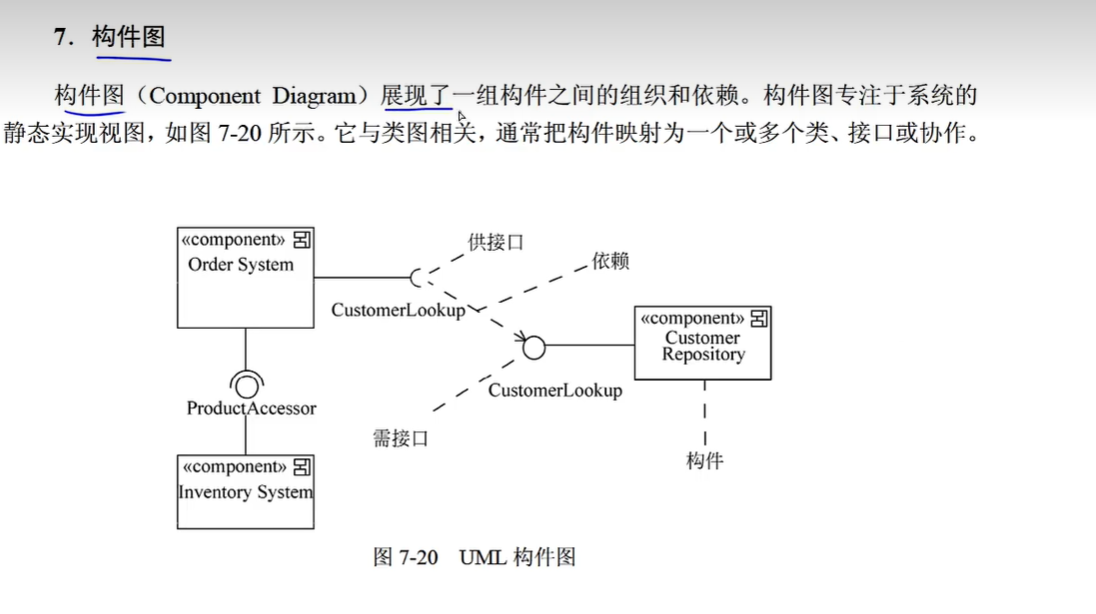 7. 构件图
构件图（Component Diagram）展现了一组构件之间的组织和依赖。构件图专注于系统的
静态实现视图，如图 7-20 所示。它与类图相关，通常把构件映射为一个或多个类、接口或协作。
«component»
Order System
供接口
依赖
CustomerLookup
«component»
Customer
Repository
CustomerLookup
ProductAccessor
需接口
构件
«component»
Inventory System
图 7-20 UML 构件图